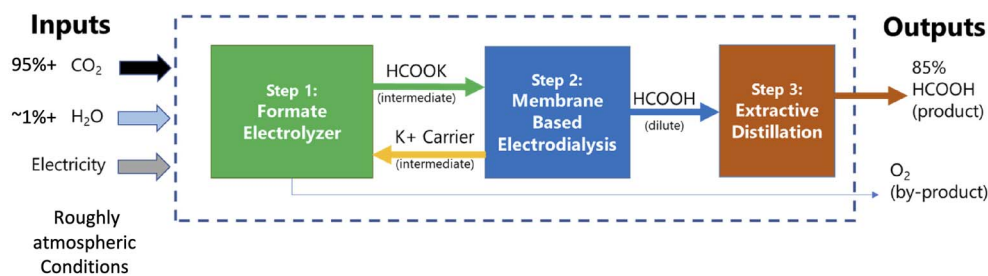 Inputs
95%+ CO₂
~1%+ H₂O
Electricity
Roughly
atmospheric
Conditions
Step 1:
Formate
Electrolyzer
HCOOK
(intermediate)
K+ Carrier
(intermediate)
Step 2:
Membrane
Based
Electrodialysis
HCOOH
(dilute)
Step 3:
Extractive
Distillation
Outputs
85%
HCOOH
(product)
O₂
(by-product)